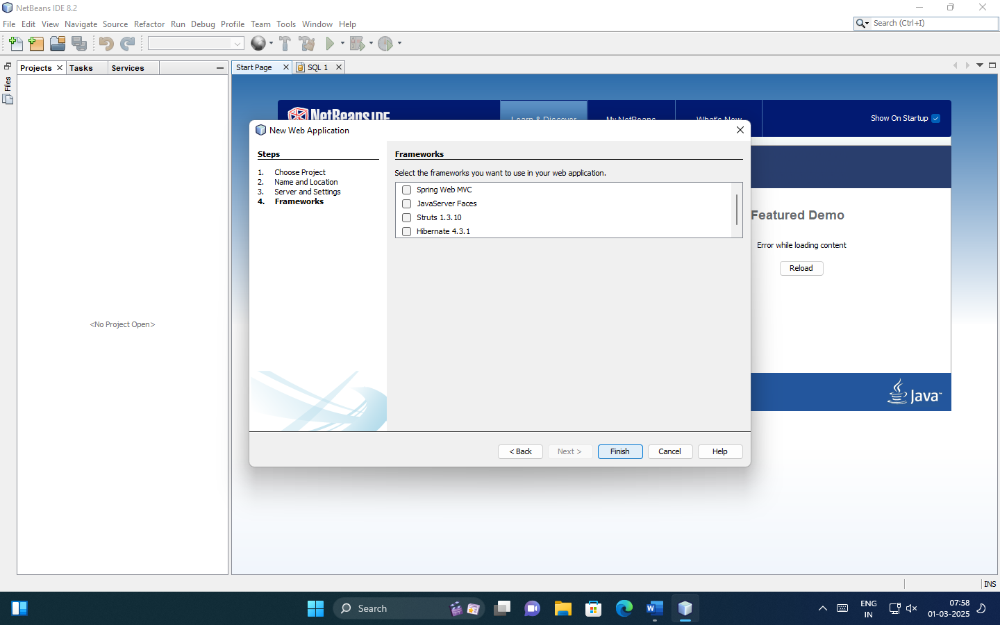 NetBeans IDE 8.2
File Edit View Navigate Source Refactor Run Debug Profile Team Tools Window Help
Search (Ctrl+I)
Projects Tasks Services
Files
Start Page SQL 1
NetBeans IDE
Learn & Discover My NetBeans What's New
Show On Startup
New Web Application
Steps
1. Choose Project
2. Name and Location
3. Server and Settings
4. Frameworks
Frameworks
Select the frameworks you want to use in your web application.
Spring Web MVC
JavaServer Faces
Struts 1.3.10
Hibernate 4.3.1
< Back Next > Finish Cancel Help
Featured Demo
Error while loading content
Reload
Java
<No Project Open>
INS
Search
ENG
IN
07:58
01-03-2025